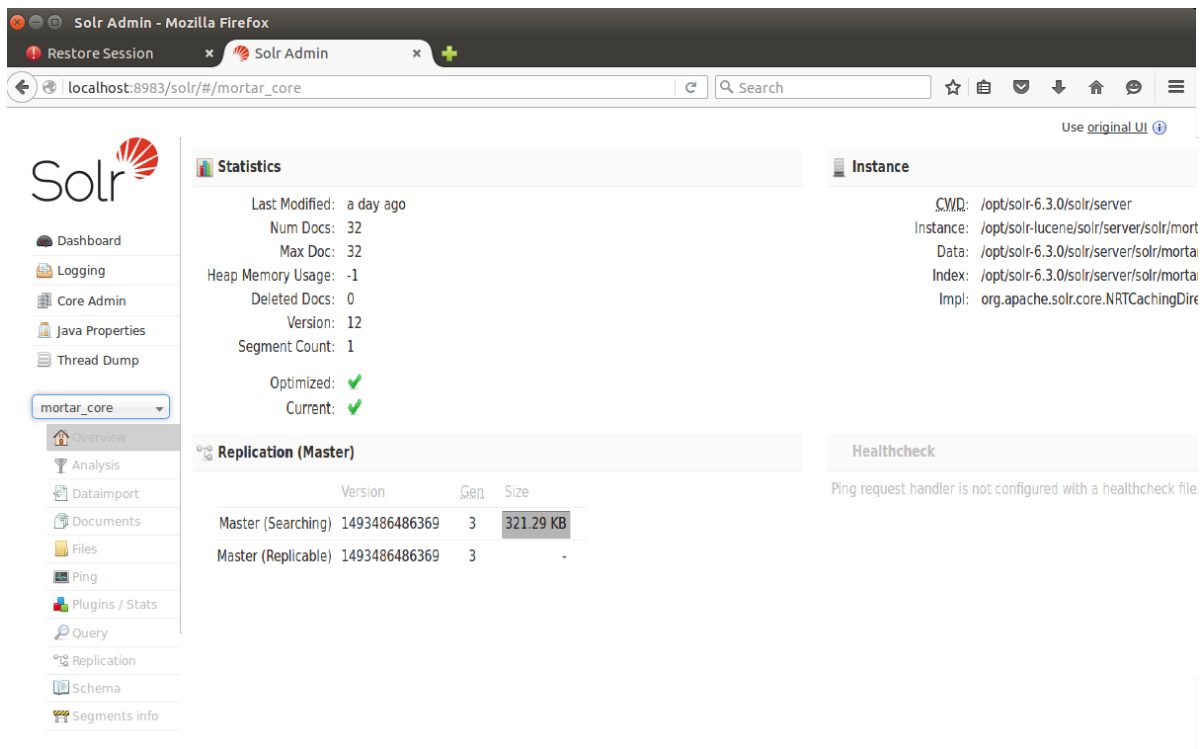 Solr Admin - Mozilla Firefox
Restore Session
Solr Admin
localhost:8983/solr/#/mortar_core
Search
Use original UI
Solr
Dashboard
Logging
Core Admin
Java Properties
Thread Dump
mortar_core
Overview
Analysis
Dataimport
Documents
Files
Ping
Plugins / Stats
Query
Replication
Schema
Segments info
Statistics
Last Modified: a day ago
Num Docs: 32
Max Doc: 32
Heap Memory Usage: -1
Deleted Docs: 0
Version: 12
Segment Count: 1
Optimized:
Current:
Instance
CWD: /opt/solr-6.3.0/solr/server
Instance: /opt/solr-lucene/solr/server/solr/mort
Data: /opt/solr-6.3.0/solr/server/solr/mortar
Index: /opt/solr-6.3.0/solr/server/solr/mortar
Impl: org.apache.solr.core.NRTCachingDire
Replication (Master)
Version Gen Size
Master (Searching) 1493486486369 3 321.29 KB
Master (Replicable) 1493486486369 3 -
Healthcheck
Ping request handler is not configured with a healthcheck file